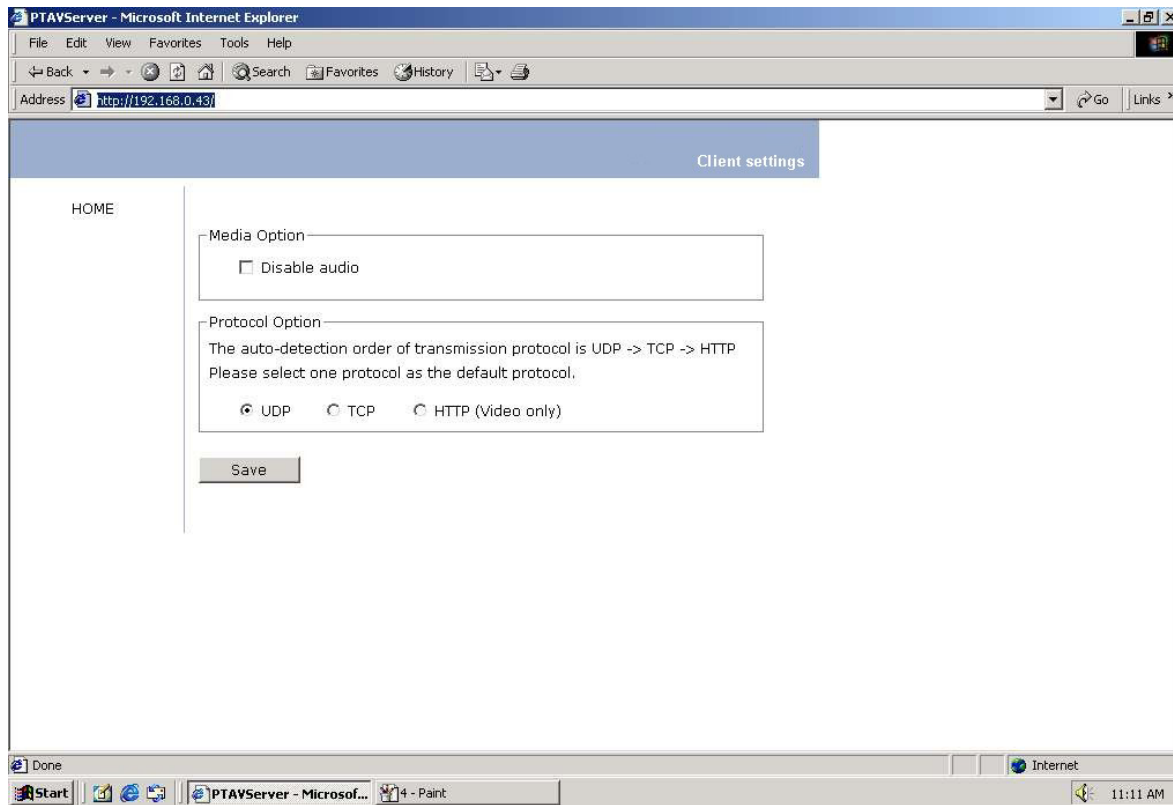 PTAVServer - Microsoft Internet Explorer
File Edit View Favorites Tools Help
Back Search Favorites History
Address http://192.168.0.43/ Go Links
Client settings
HOME
Media Option
Disable audio
Protocol Option
The auto-detection order of transmission protocol is UDP -> TCP -> HTTP
Please select one protocol as the default protocol.
UDP TCP HTTP (Video only)
Save
Done Internet
Start PTAVServer - Microsof... 4 - Paint 11:11 AM